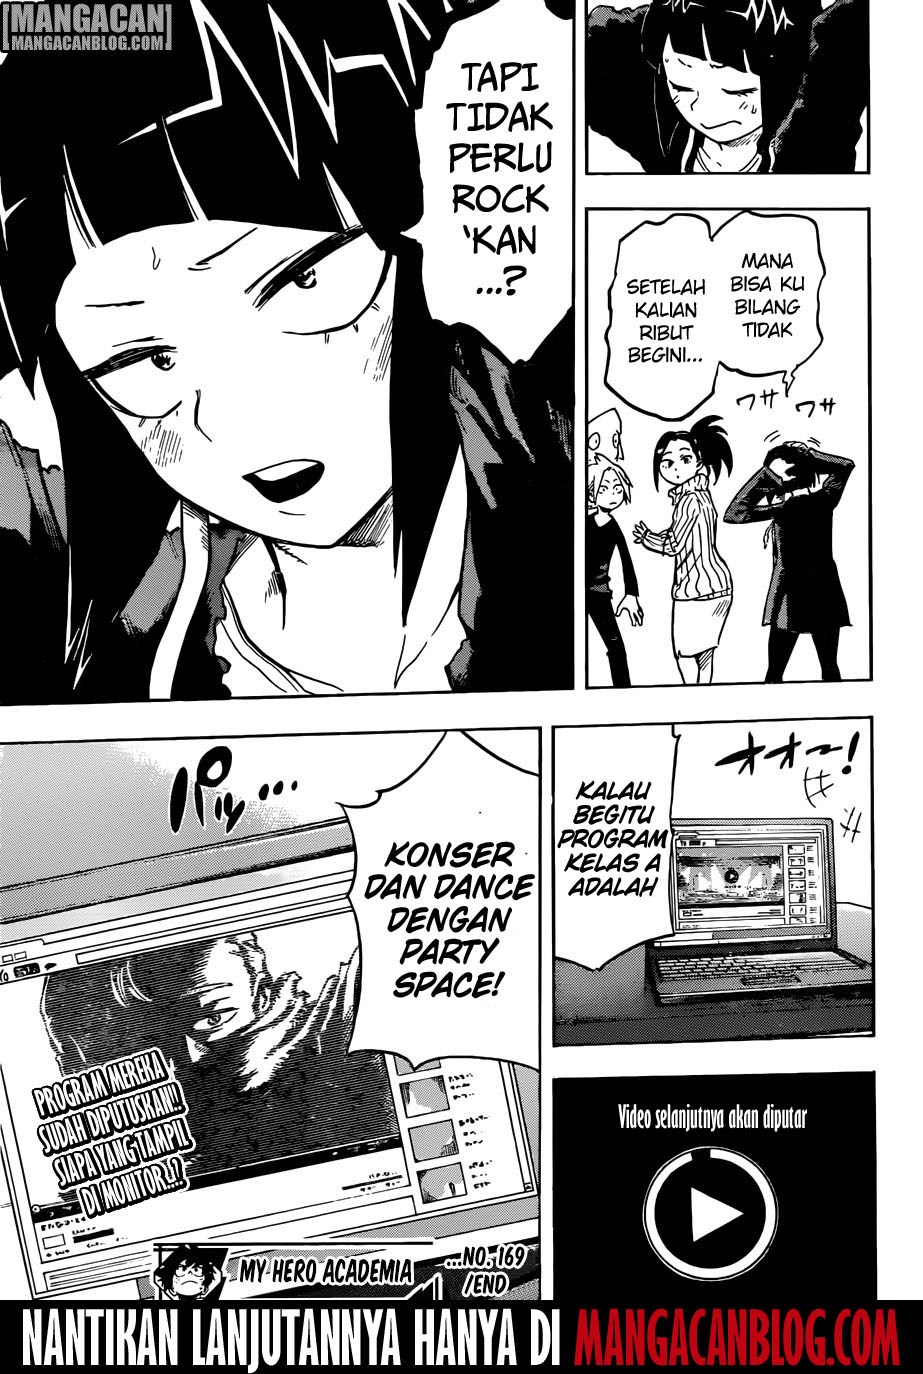 [MANGACAN]
MANGACANBLOG.COM
MANA
BISA KU
BILANG
TIDAK
SETELAH
KALIAN
RIBUT
BEGINI...
ワサ
ワサ
TAPI
TIDAK
PERLU
ROCK
'KAN
...?
オオ〜!
KALAU
BEGITU
PROGRAM
KELAS A
ADALAH
パッ...
KONSER
DAN DANCE
DENGAN
PARTY
SPACE!
PROGRAM MEREKA
SUDAH DIPUTUSKAN!!
SIAPA YANG TAMPIL
DI MONITOR...?
Video selanjutnya akan diputar
MY HERO ACADEMIA
...NO. 169
/END
NANTIKAN LANJUTANNYA HANYA DI MANGACANBLOG.COM